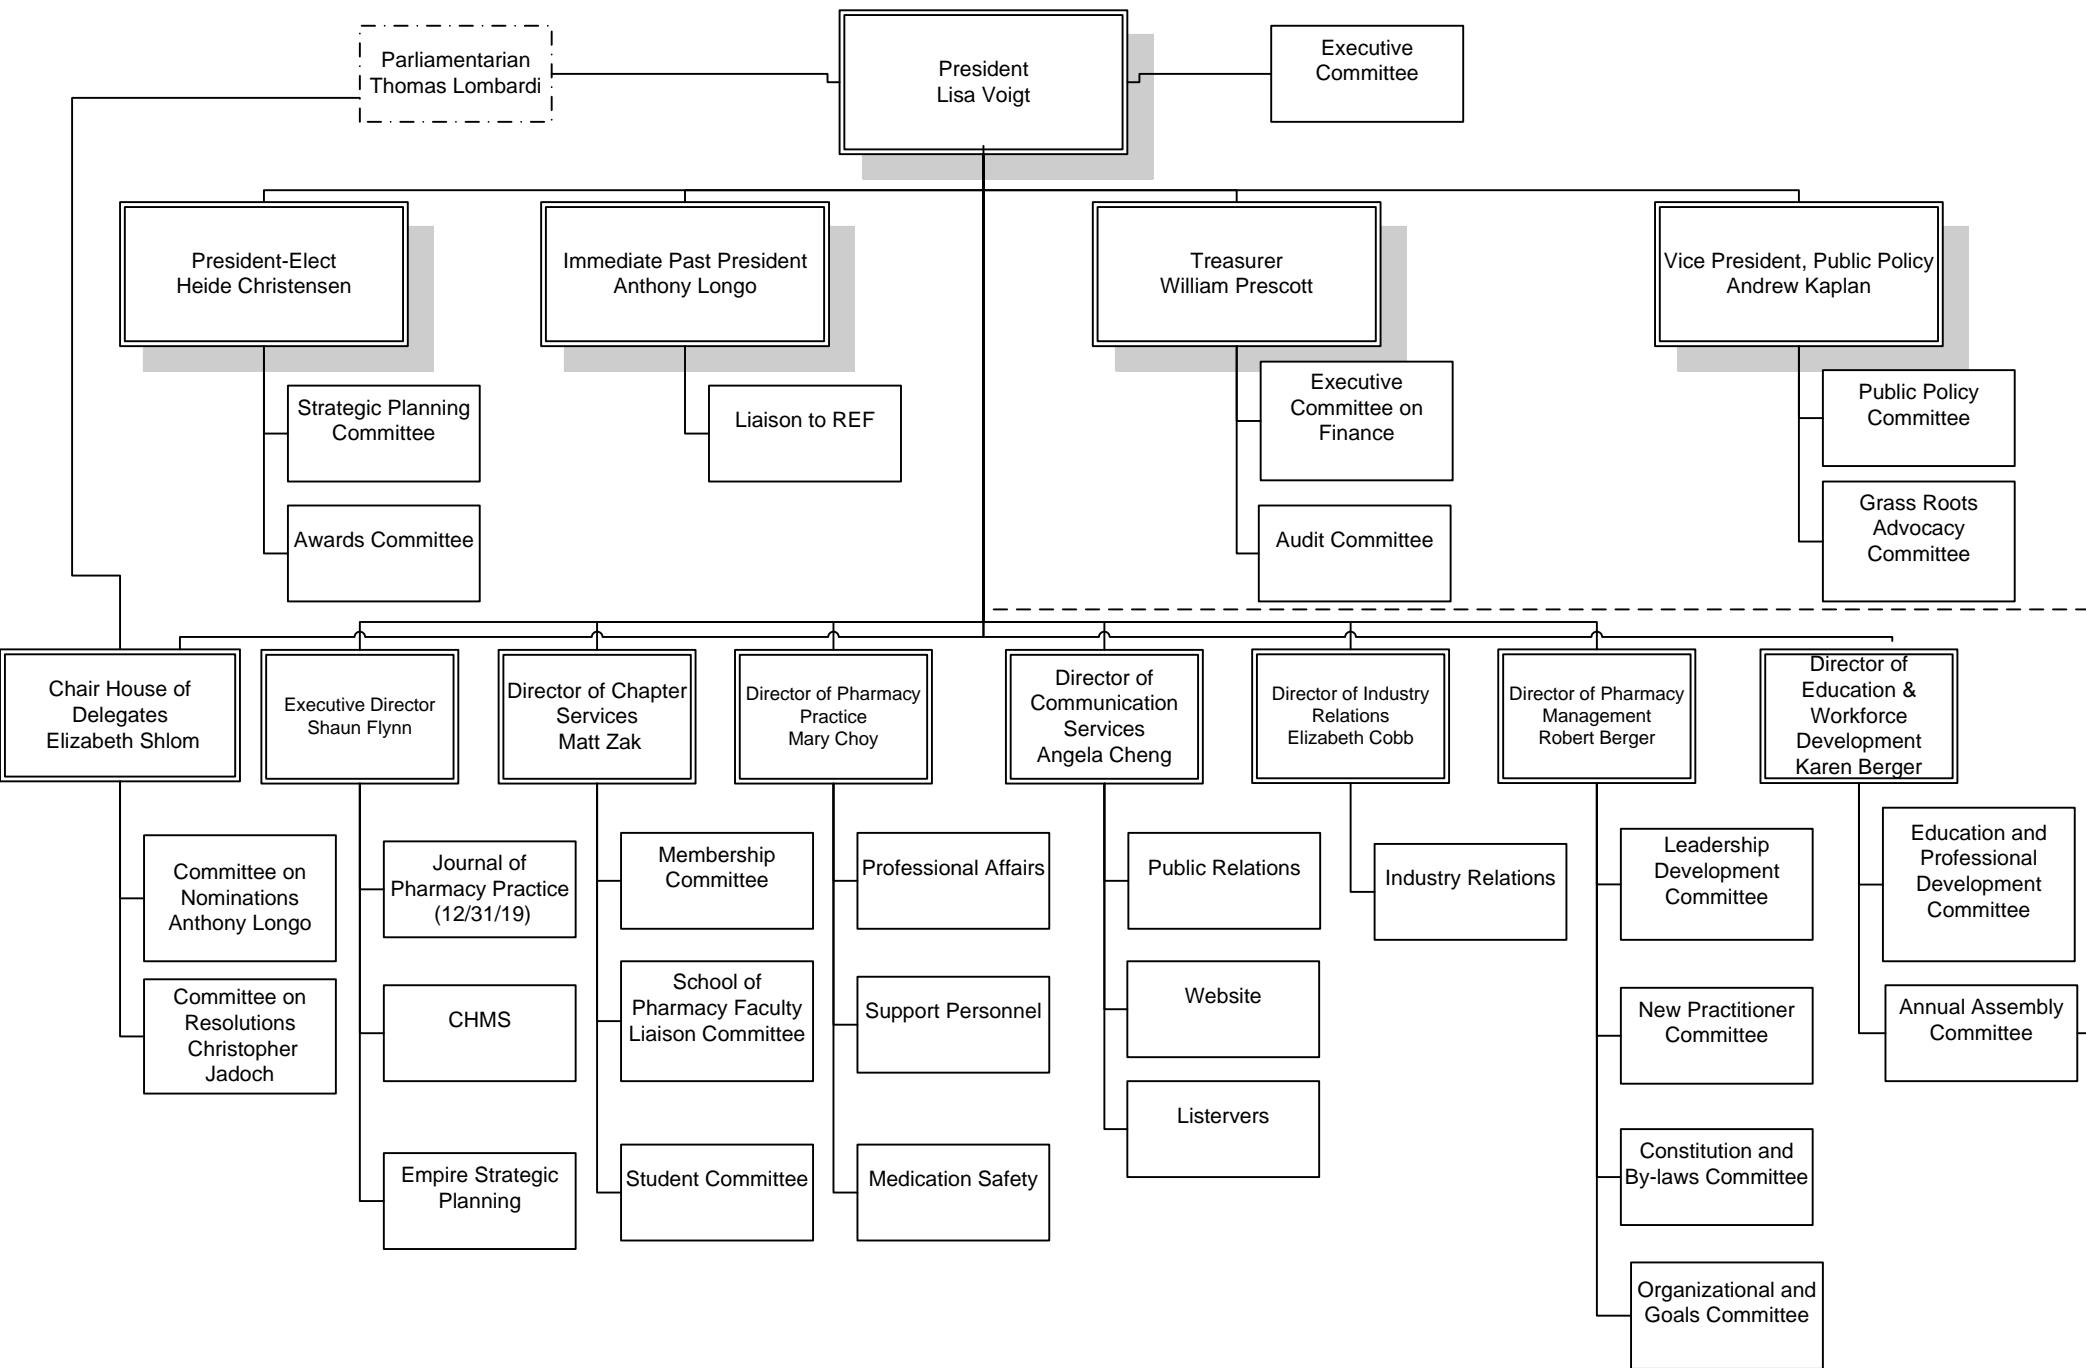 Parliamentarian
Thomas Lombardi
President
Lisa Voigt
Executive
Committee
President-Elect
Heide Christensen
Immediate Past President
Anthony Longo
Treasurer
William Prescott
Vice President, Public Policy
Andrew Kaplan
Strategic Planning
Committee
Awards Committee
Liaison to REF
Executive
Committee on
Finance
Audit Committee
Public Policy
Committee
Grass Roots
Advocacy
Committee
Chair House of
Delegates
Elizabeth Shlom
Executive Director
Shaun Flynn
Director of Chapter
Services
Matt Zak
Director of Pharmacy
Practice
Mary Choy
Director of
Communication
Services
Angela Cheng
Director of Industry
Relations
Elizabeth Cobb
Director of Pharmacy
Management
Robert Berger
Director of
Education &
Workforce
Development
Karen Berger
Committee on
Nominations
Anthony Longo
Committee on
Resolutions
Christopher
Jadoch
Journal of
Pharmacy Practice
(12/31/19)
CHMS
Empire Strategic
Planning
Membership
Committee
School of
Pharmacy Faculty
Liaison Committee
Student Committee
Professional Affairs
Support Personnel
Medication Safety
Public Relations
Website
Listervers
Industry Relations
Leadership
Development
Committee
New Practitioner
Committee
Constitution and
By-laws Committee
Organizational and
Goals Committee
Education and
Professional
Development
Committee
Annual Assembly
Committee